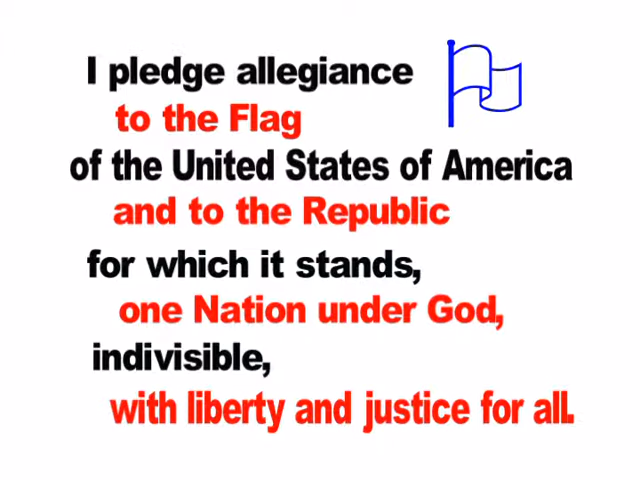 I pledge allegiance
to the Flag
of the United States of America
and to the Republic
for which it stands,
one Nation under God,
indivisible,
with liberty and justice for all.